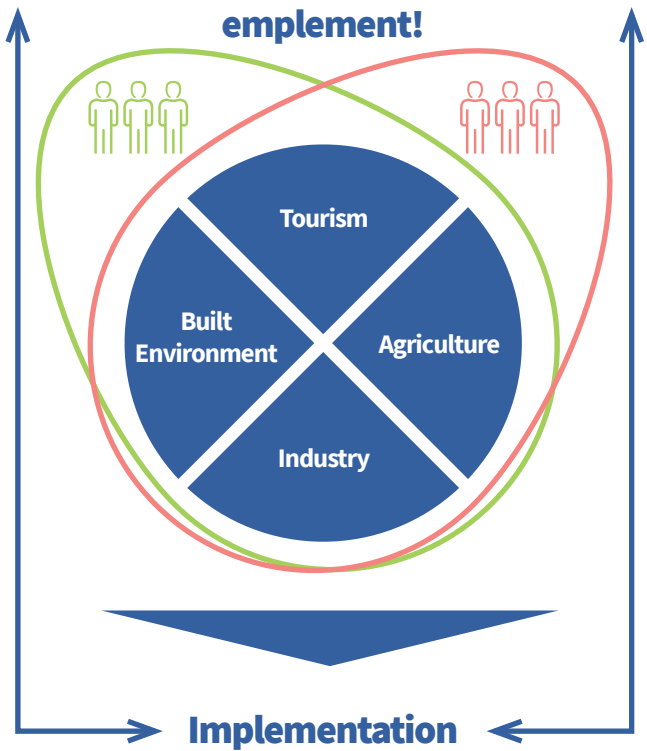 emplement!
Tourism
Built
Environment
Agriculture
Industry
Implementation